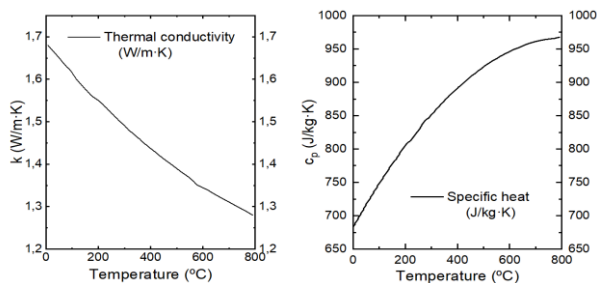 1,7
1,6
1,5
1,4
1,3
1,2
k (W/m·K)
Thermal conductivity
(W/m·K)
1,7
1,6
1,5
1,4
1,3
1,2
0 200 400 600 800
Temperature (ºC)
1000
950
900
850
800
750
700
650
cp (J/kg·K)
Specific heat
(J/kg·K)
1000
950
900
850
800
750
700
650
0 200 400 600 800
Temperature (ºC)